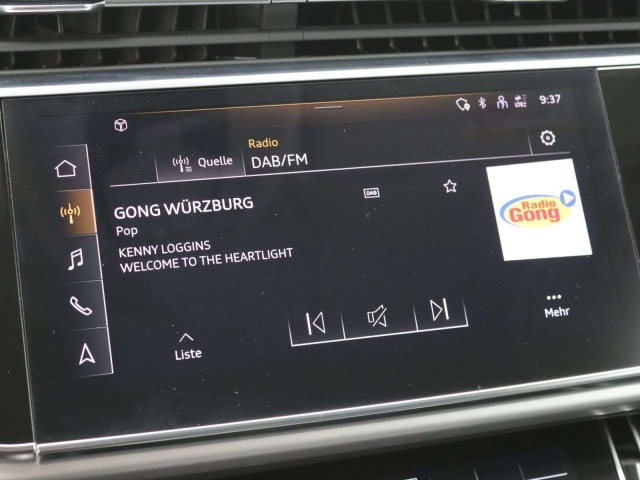 9:37
Radio
Quelle
DAB/FM
GONG WÜRZBURG
DAB
Pop
Radio
Gong
KENNY LOGGINS
WELCOME TO THE HEARTLIGHT
Liste
Mehr